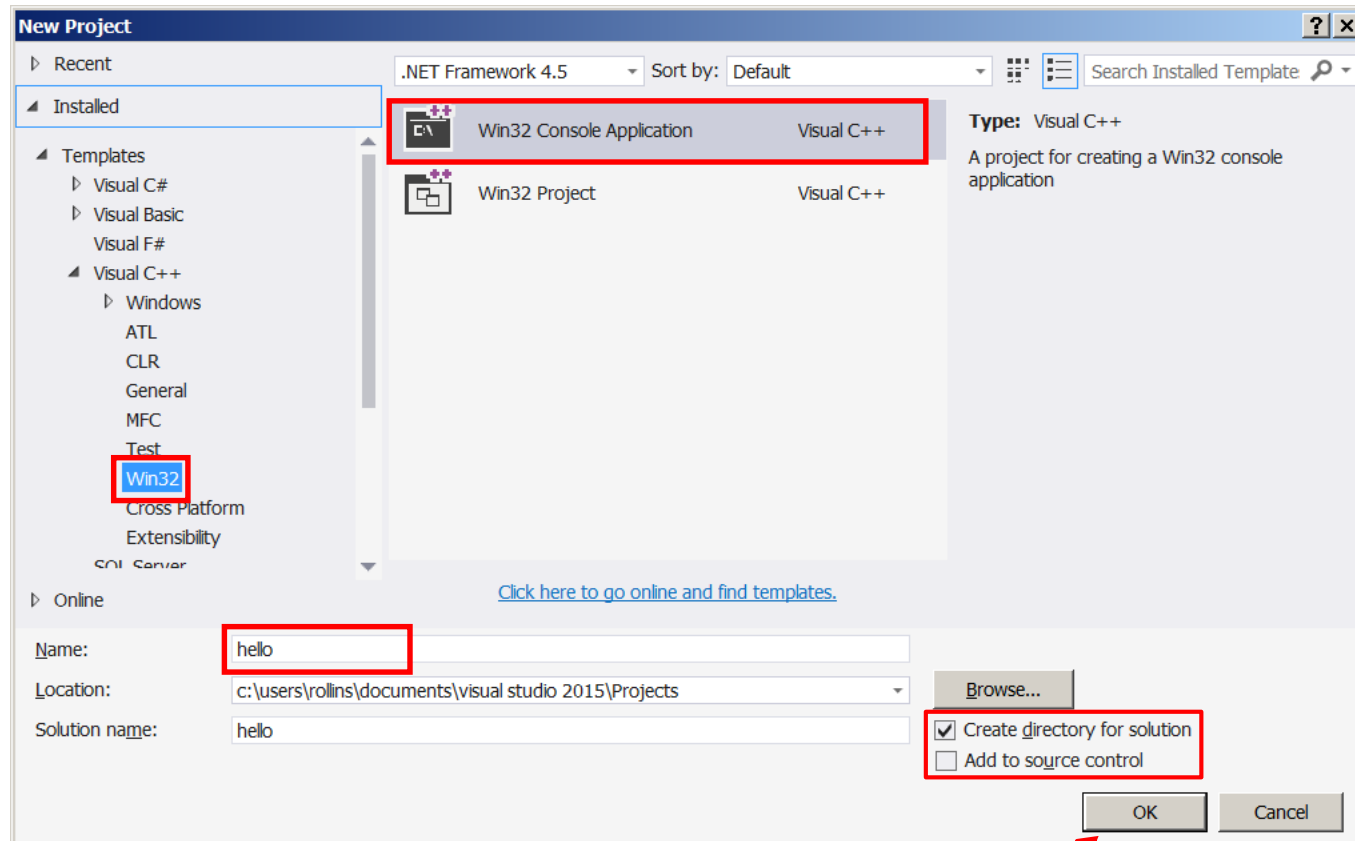 New Project
Recent
.NET Framework 4.5 Sort by: Default Search Installed Template
Installed
Templates
Visual C#
Visual Basic
Visual F#
Visual C++
Windows
ATL
CLR
General
MFC
Test
Win32
Cross Platform
Extensibility
SQL Server
Online
Win32 Console Application Visual C++
Win32 Project Visual C++
Type: Visual C++
A project for creating a Win32 console
application
Click here to go online and find templates.
Name: hello
Location: c:\users\rollins\documents\visual studio 2015\Projects Browse...
Solution name: hello
Create directory for solution
Add to source control
OK Cancel